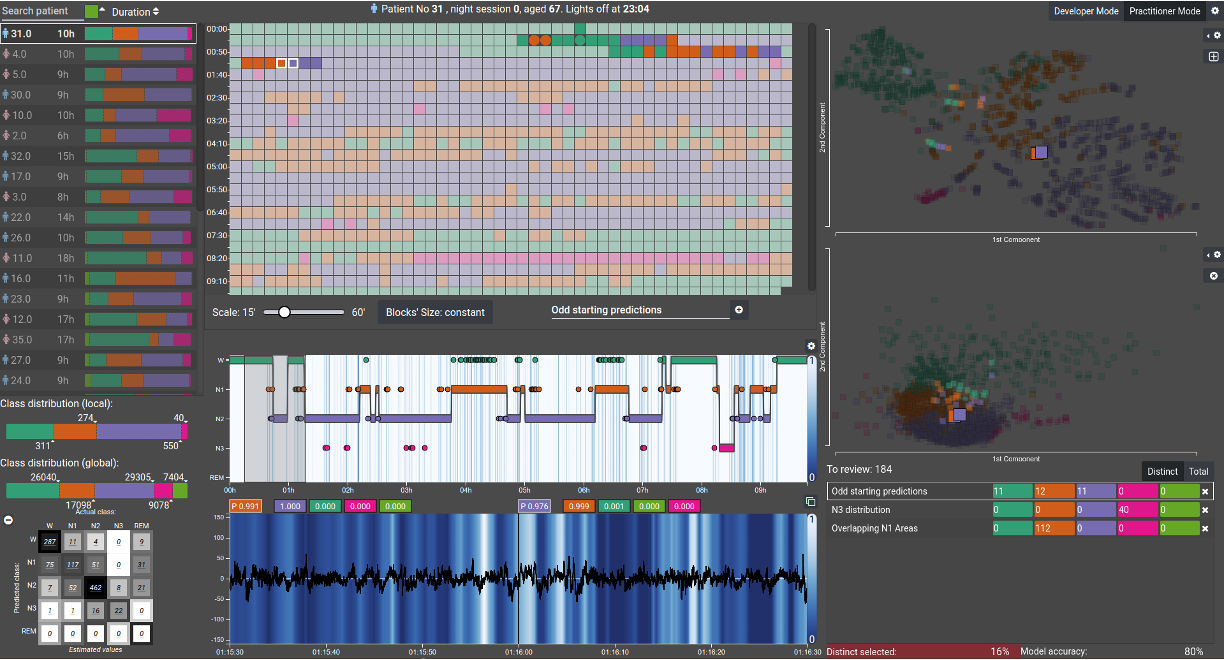 Search patient
Duration
31.0 10h
4.0 10h
5.0 9h
30.0 9h
10.0 10h
2.0 6h
32.0 15h
17.0 9h
3.0 8h
22.0 14h
26.0 10h
11.0 18h
16.0 11h
23.0 9h
12.0 17h
35.0 17h
27.0 9h
24.0 9h
Class distribution (local):
274 40
311 550
Class distribution (global):
26040 29305 7404
17098 9078
Actual class:
W N1 N2 N3 REM
Predicted class:
W 287 11 4 0 9
N1 75 117 51 0 31
N2 7 52 462 8 21
N3 1 1 16 22 0
REM 0 0 0 0 0
Estimated values
Patient No 31 , night session 0, aged 67. Lights off at 23:04
00:00
00:50
01:40
02:30
03:20
04:10
05:00
05:50
06:40
07:30
08:20
09:10
Scale: 15' 60'
Blocks' Size: constant
Odd starting predictions
W
N1
N2
N3
REM
1
0
00h 01h 02h 03h 04h 05h 06h 07h 08h 09h
P 0.991 1.000 0.000 0.000 0.000
P 0.976 0.999 0.001 0.000 0.000
150
100
50
0
-50
-100
-150
1
0
01:15:30 01:15:40 01:15:50 01:16:00 01:16:10 01:16:20 01:16:30
Developer Mode Practitioner Mode
2nd Component
1st Component
2nd Component
1st Component
To review: 184
Distinct Total
Odd starting predictions 11 12 11 0 0
N3 distribution 0 0 0 40 0
Overlapping N1 Areas 0 112 0 0 0
Distinct selected: 16% Model accuracy: 80%